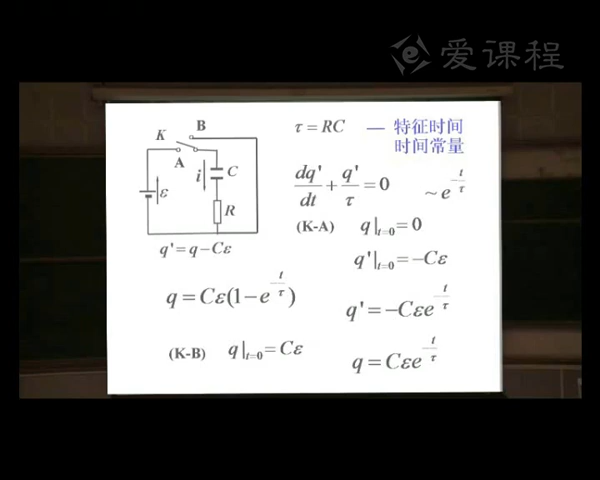 爱课程
B
K
A
i
C
ε
R
q'=q−Cε
τ=RC — 特征时间
时间常量
dq'/dt + q'/τ = 0 ~e^{-t/τ}
(K-A) q|_{t=0}=0
q'|_{t=0}=−Cε
q=Cε(1−e^{-t/τ})
q'=−Cεe^{-t/τ}
(K-B) q|_{t=0}=Cε
q=Cεe^{-t/τ}